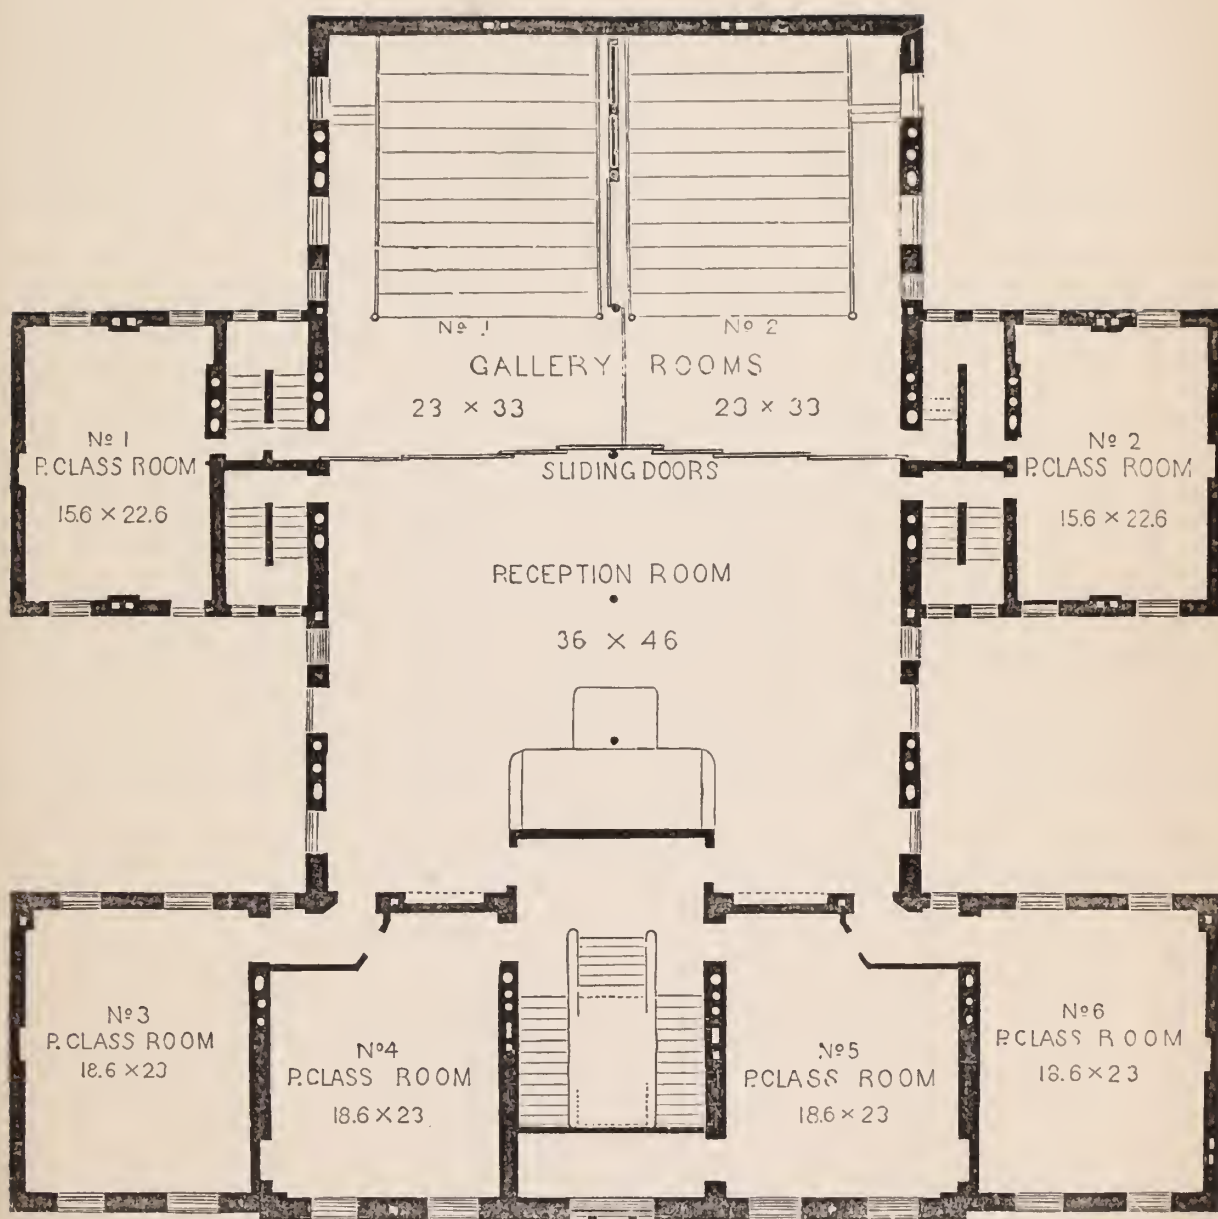 Nº 1
Nº 2
GALLERY ROOMS
23 × 33
23 × 33
SLIDING DOORS
Nº 1
P. CLASS ROOM
15.6 × 22.6
Nº 2
P. CLASS ROOM
15.6 × 22.6
RECEPTION ROOM
36 × 46
Nº 3
P. CLASS ROOM
18.6 × 23
Nº 4
P. CLASS ROOM
18.6 × 23.
Nº 5
P. CLASS ROOM
18.6 × 23
Nº 6
P. CLASS ROOM
18.6 × 23